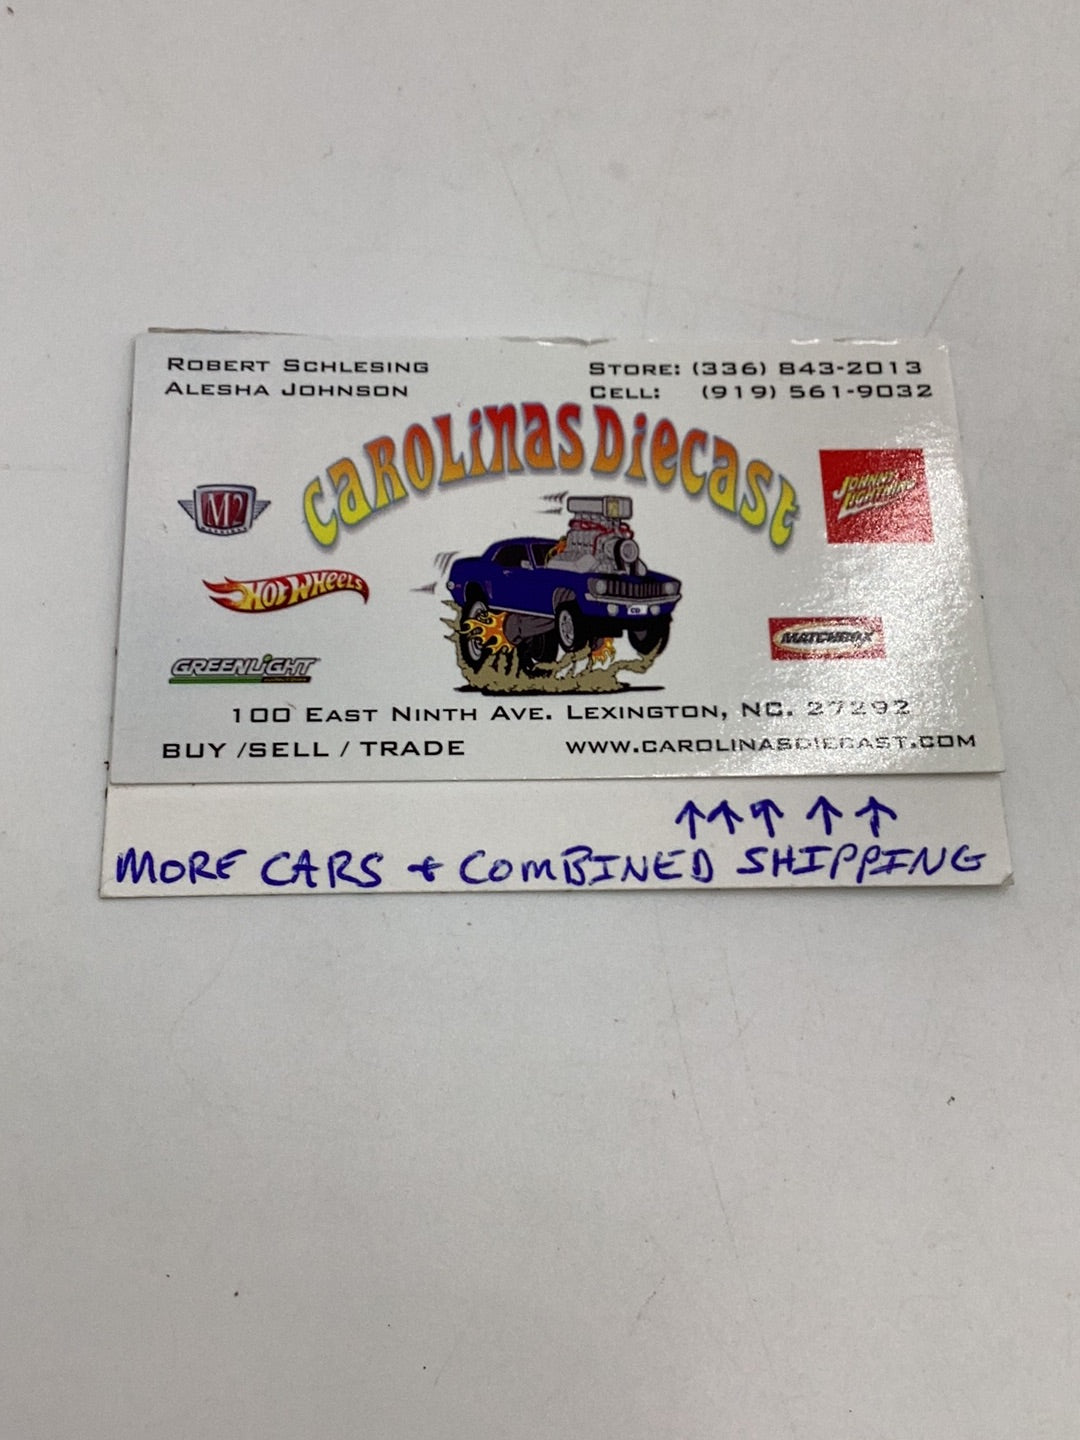 ROBERT SCHLESING
ALESHA JOHNSON
STORE: (336) 843-2013
CELL: (919) 561-9032
CAROLINAS DIECAST
M2
JOHNNY LIGHTNING
HOT WHEELS
MATCHBOX
GREENLIGHT
CD
100 EAST NINTH AVE. LEXINGTON, NC. 27292
BUY /SELL / TRADE
WWW.CAROLINASDIECAST.COM
↑↑↑ ↑ ↑
MORE CARS + COMBINED SHIPPING